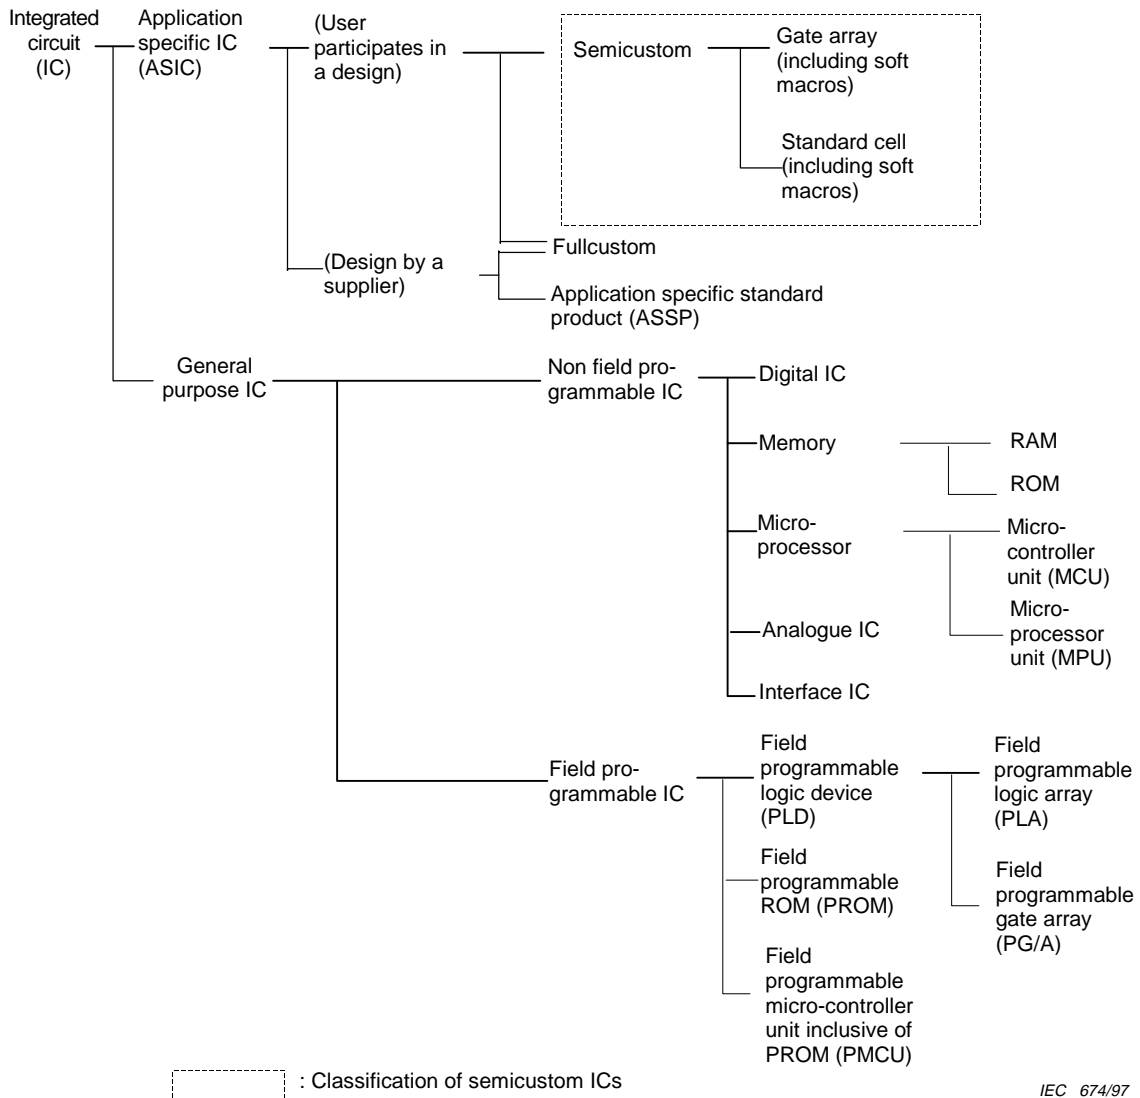 Integrated
circuit
(IC)
Application
specific IC
(ASIC)
(User
participates in
a design)
Semicustom
Gate array
(including soft
macros)
Standard cell
(including soft
macros)
Fullcustom
(Design by a
supplier)
Application specific standard
product (ASSP)
General
purpose IC
Non field pro-
grammable IC
Digital IC
Memory
RAM
ROM
Micro-
processor
Micro-
controller
unit (MCU)
Micro-
processor
unit (MPU)
Analogue IC
Interface IC
Field pro-
grammable IC
Field
programmable
logic device
(PLD)
Field
programmable
logic array
(PLA)
Field
programmable
gate array
(PG/A)
Field
programmable
ROM (PROM)
Field
programmable
micro-controller
unit inclusive of
PROM (PMCU)
: Classification of semicustom ICs
IEC 674/97